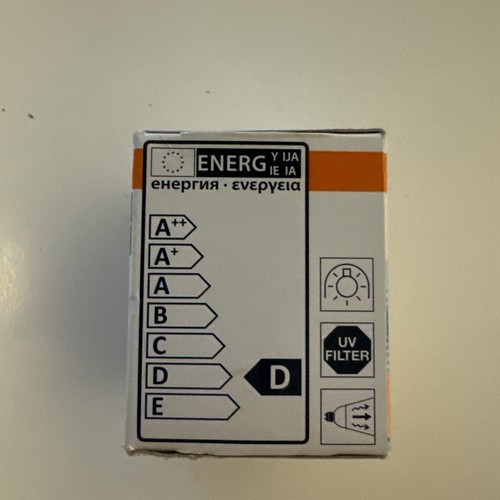 ENERG Y IJA
IE IA
енергия · ενεργεια
A++
A+
A
B
C
D
D
E
UV
FILTER